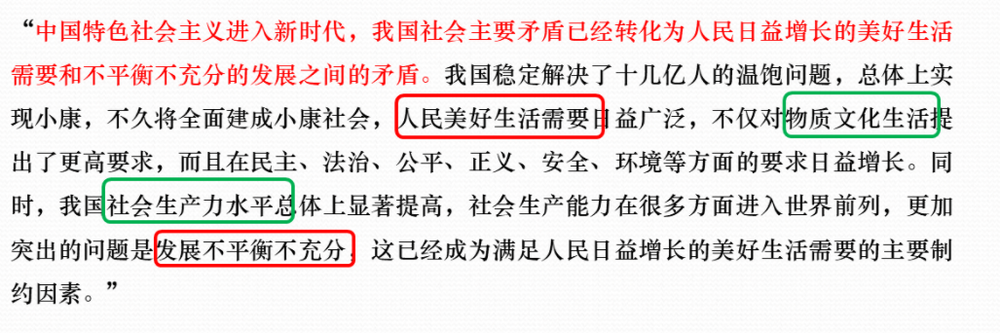 “中国特色社会主义进入新时代，我国社会主要矛盾已经转化为人民日益增长的美好生活
需要和不平衡不充分的发展之间的矛盾。我国稳定解决了十几亿人的温饱问题，总体上实
现小康，不久将全面建成小康社会，人民美好生活需要日益广泛，不仅对物质文化生活提
出了更高要求，而且在民主、法治、公平、正义、安全、环境等方面的要求日益增长。同
时，我国社会生产力水平总体上显著提高，社会生产能力在很多方面进入世界前列，更加
突出的问题是发展不平衡不充分，这已经成为满足人民日益增长的美好生活需要的主要制
约因素。”